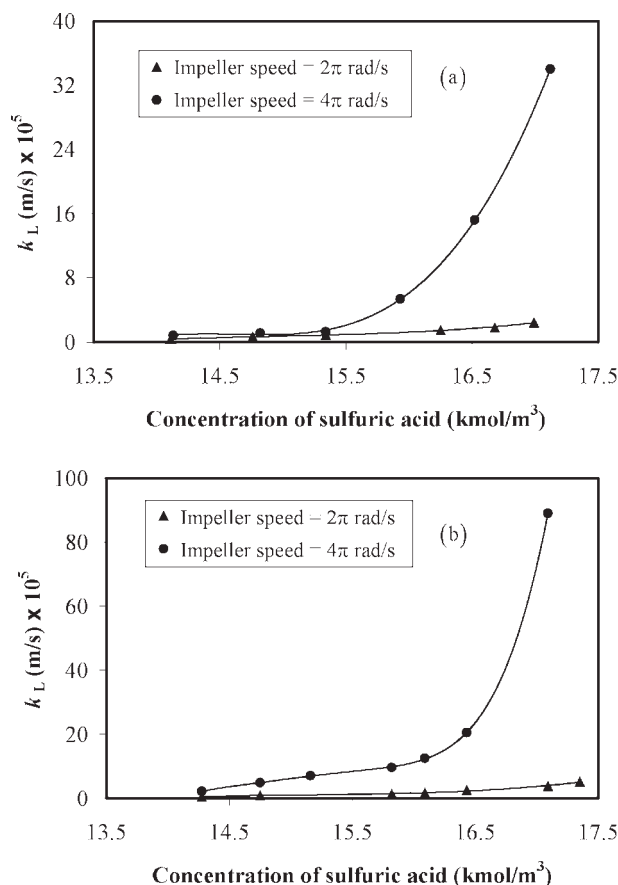 40
32
24
16
8
0
k L (m/s) x 10⁵
▲ Impeller speed = 2π rad/s
● Impeller speed = 4π rad/s
(a)
13.5 14.5 15.5 16.5 17.5
Concentration of sulfuric acid (kmol/m³)
100
80
60
40
20
0
k L (m/s) x 10⁵
▲ Impeller speed – 2π rad/s
● Impeller speed = 4π rad/s
(b)
13.5 14.5 15.5 16.5 17.5
Concentration of sulfuric acid (kmol/m³)